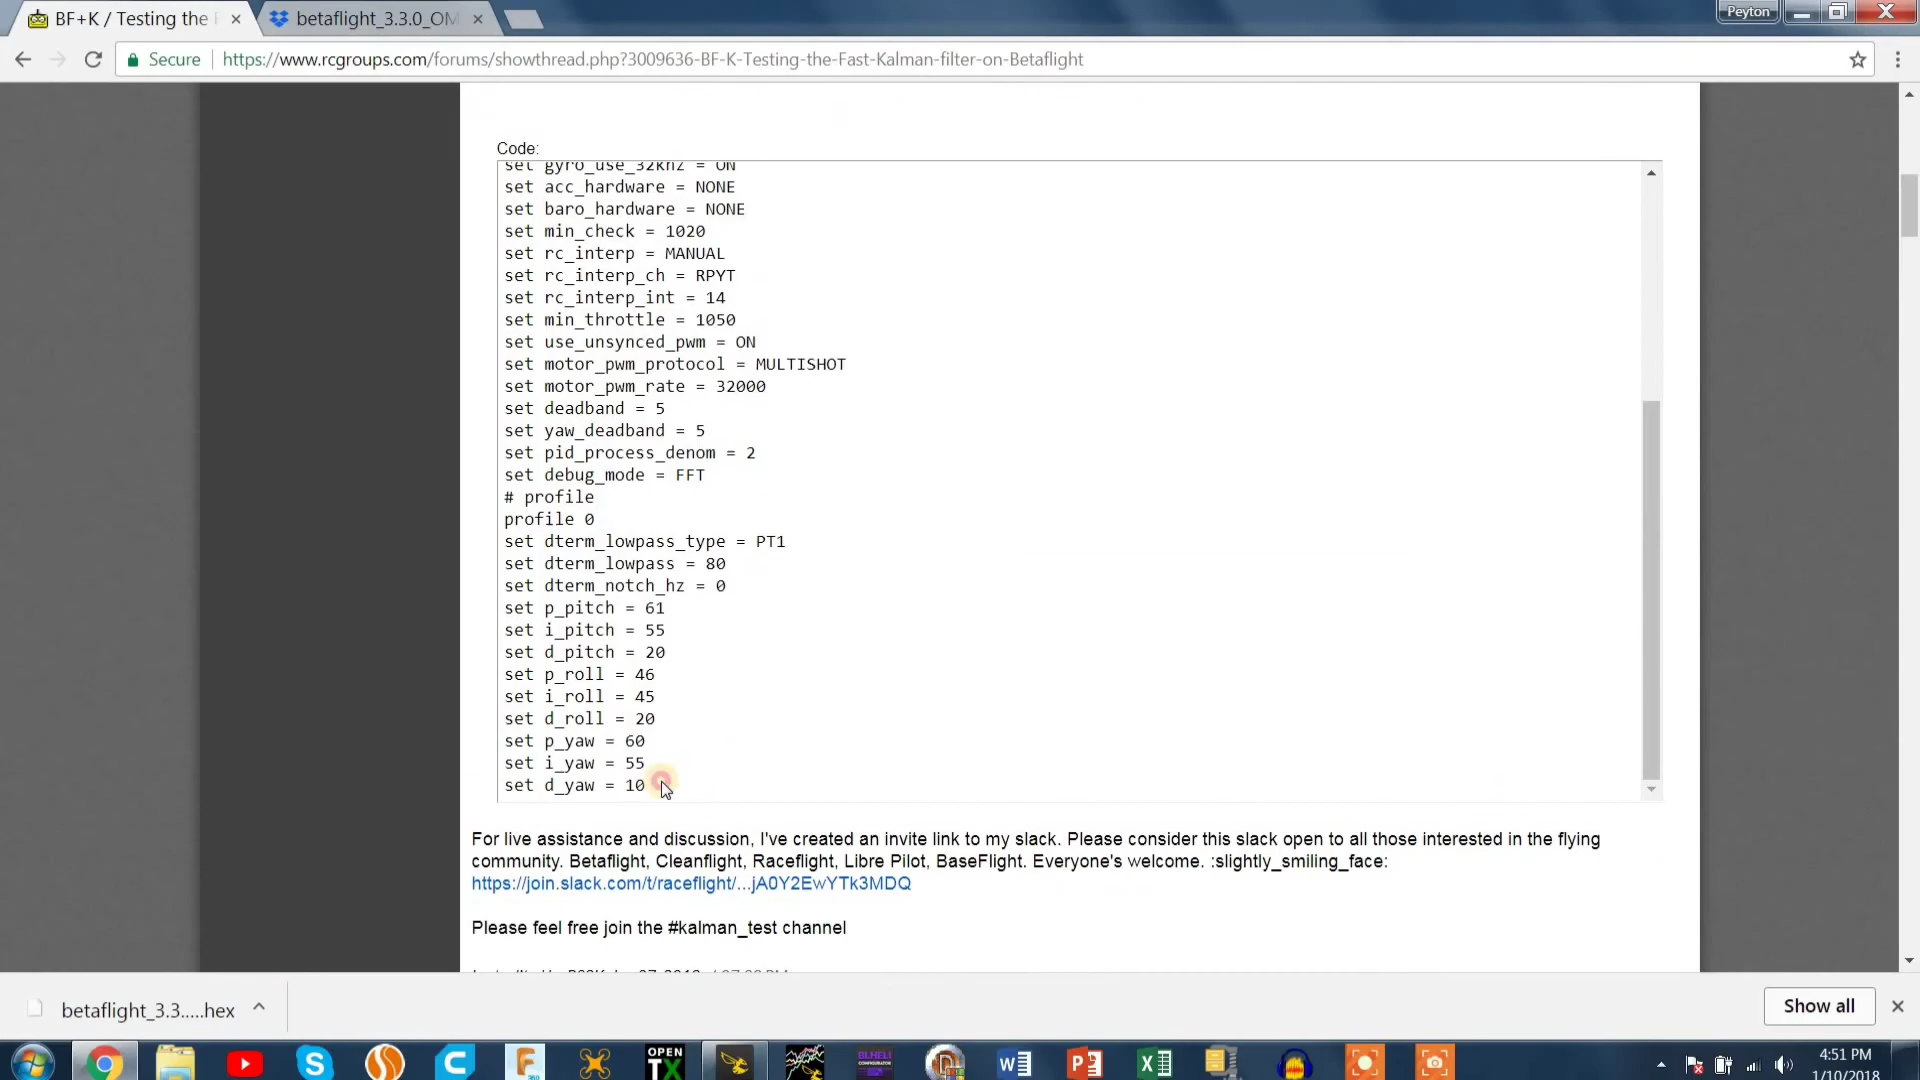 BF+K / Testing the
betaflight_3.3.0_OM
Peyton
Secure
https://www.rcgroups.com/forums/showthread.php?3009636-BF-K-Testing-the-Fast-Kalman-filter-on-Betaflight
Code:
set gyro_use_32khz = ON
set acc_hardware = NONE
set baro_hardware = NONE
set min_check = 1020
set rc_interp = MANUAL
set rc_interp_ch = RPYT
set rc_interp_int = 14
set min_throttle = 1050
set use_unsynced_pwm = ON
set motor_pwm_protocol = MULTISHOT
set motor_pwm_rate = 32000
set deadband = 5
set yaw_deadband = 5
set pid_process_denom = 2
set debug_mode = FFT
# profile
profile 0
set dterm_lowpass_type = PT1
set dterm_lowpass = 80
set dterm_notch_hz = 0
set p_pitch = 61
set i_pitch = 55
set d_pitch = 20
set p_roll = 46
set i_roll = 45
set d_roll = 20
set p_yaw = 60
set i_yaw = 55
set d_yaw = 10
For live assistance and discussion, I've created an invite link to my slack. Please consider this slack open to all those interested in the flying
community. Betaflight, Cleanflight, Raceflight, Libre Pilot, BaseFlight. Everyone's welcome. :slightly_smiling_face:
https://join.slack.com/t/raceflight/...jA0Y2EwYTk3MDQ
Please feel free join the #kalman_test channel
betaflight_3.3.....hex
Show all
OPEN
TX
BLHELI
4:51 PM
1/10/2018